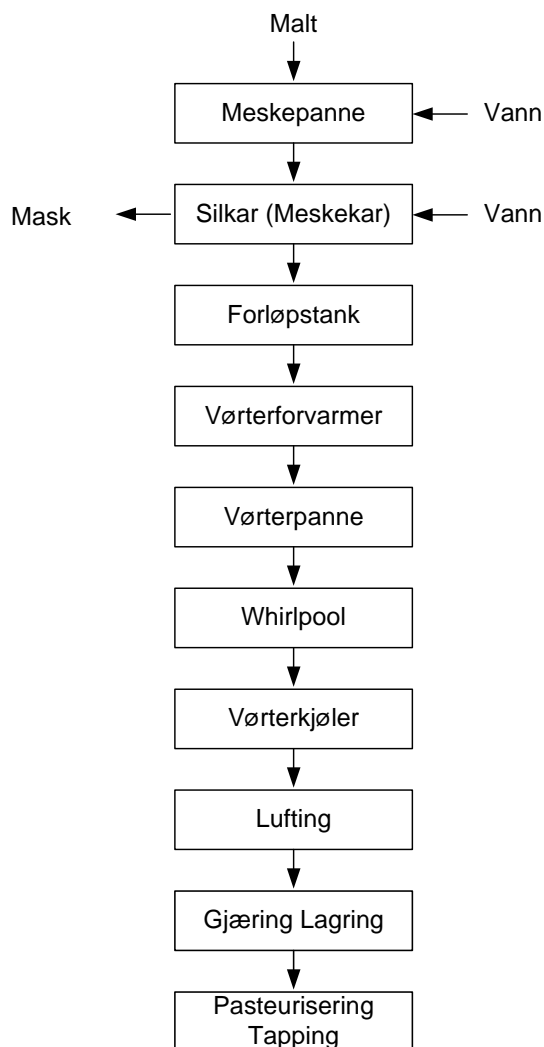 Malt
Meskepanne
Vann
Mask
Silkar (Meskekar)
Vann
Forløpstank
Vørterforvarmer
Vørterpanne
Whirlpool
Vørterkjøler
Lufting
Gjæring Lagring
Pasteurisering
Tapping